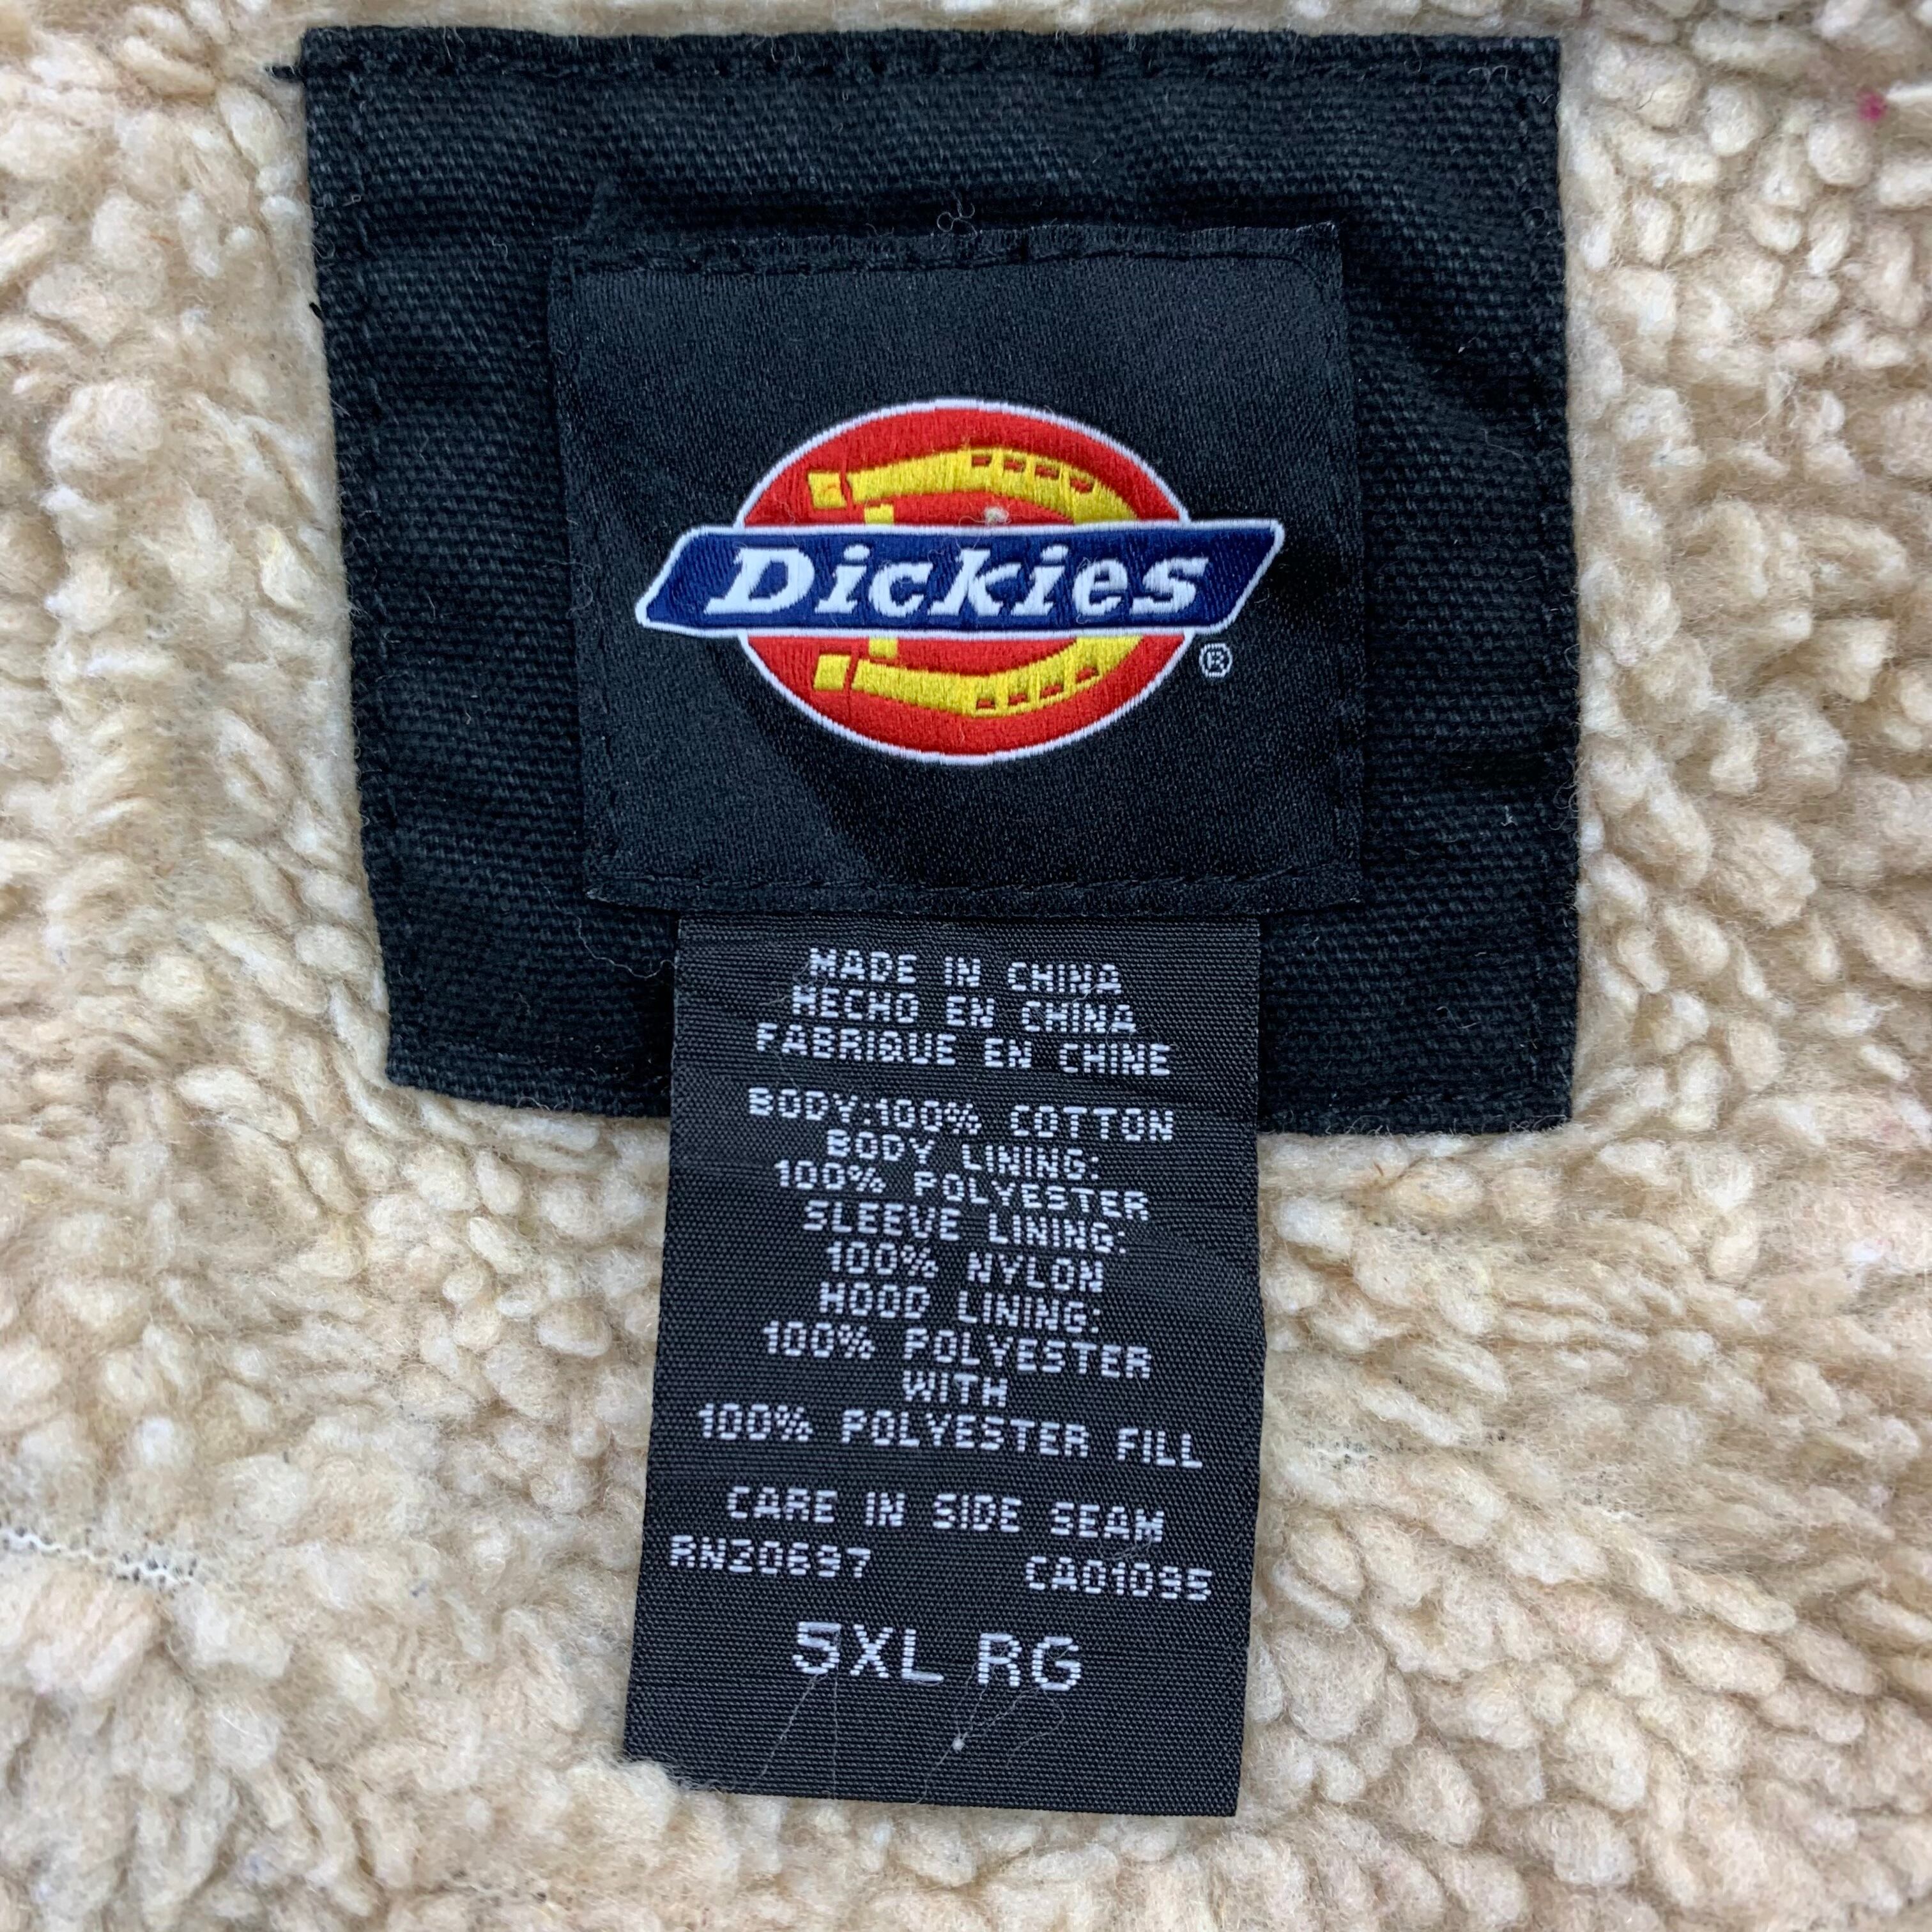 Dickies®
MADE IN CHINA
HECHO EN CHINA
FABRIQUE EN CHINE
BODY:100% COTTON
BODY LINING:
100% POLYESTER
SLEEVE LINING:
100% NYLON
HOOD LINING:
100% POLYESTER
WITH
100% POLYESTER FILL
CARE IN SIDE SEAM
RN20697 CA01095
5XL RG